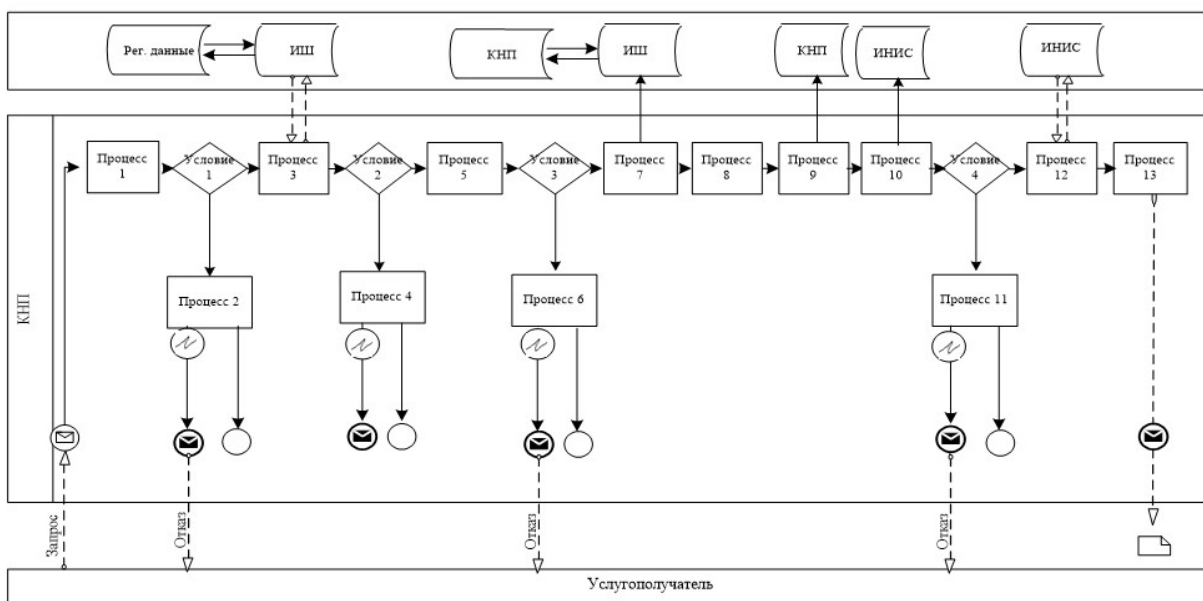 Рег. данные
ИШ
КНП
ИШ
КНП
ИНИС
ИНИС
КНП
Процесс
1
Условие
1
Процесс
3
Условие
2
Процесс
5
Условие
3
Процесс
7
Процесс
8
Процесс
9
Процесс
10
Условие
4
Процесс
12
Процесс
13
Процесс 2
Процесс 4
Процесс 6
Процесс 11
Запрос
Отказ
Отказ
Отказ
Услугополучатель